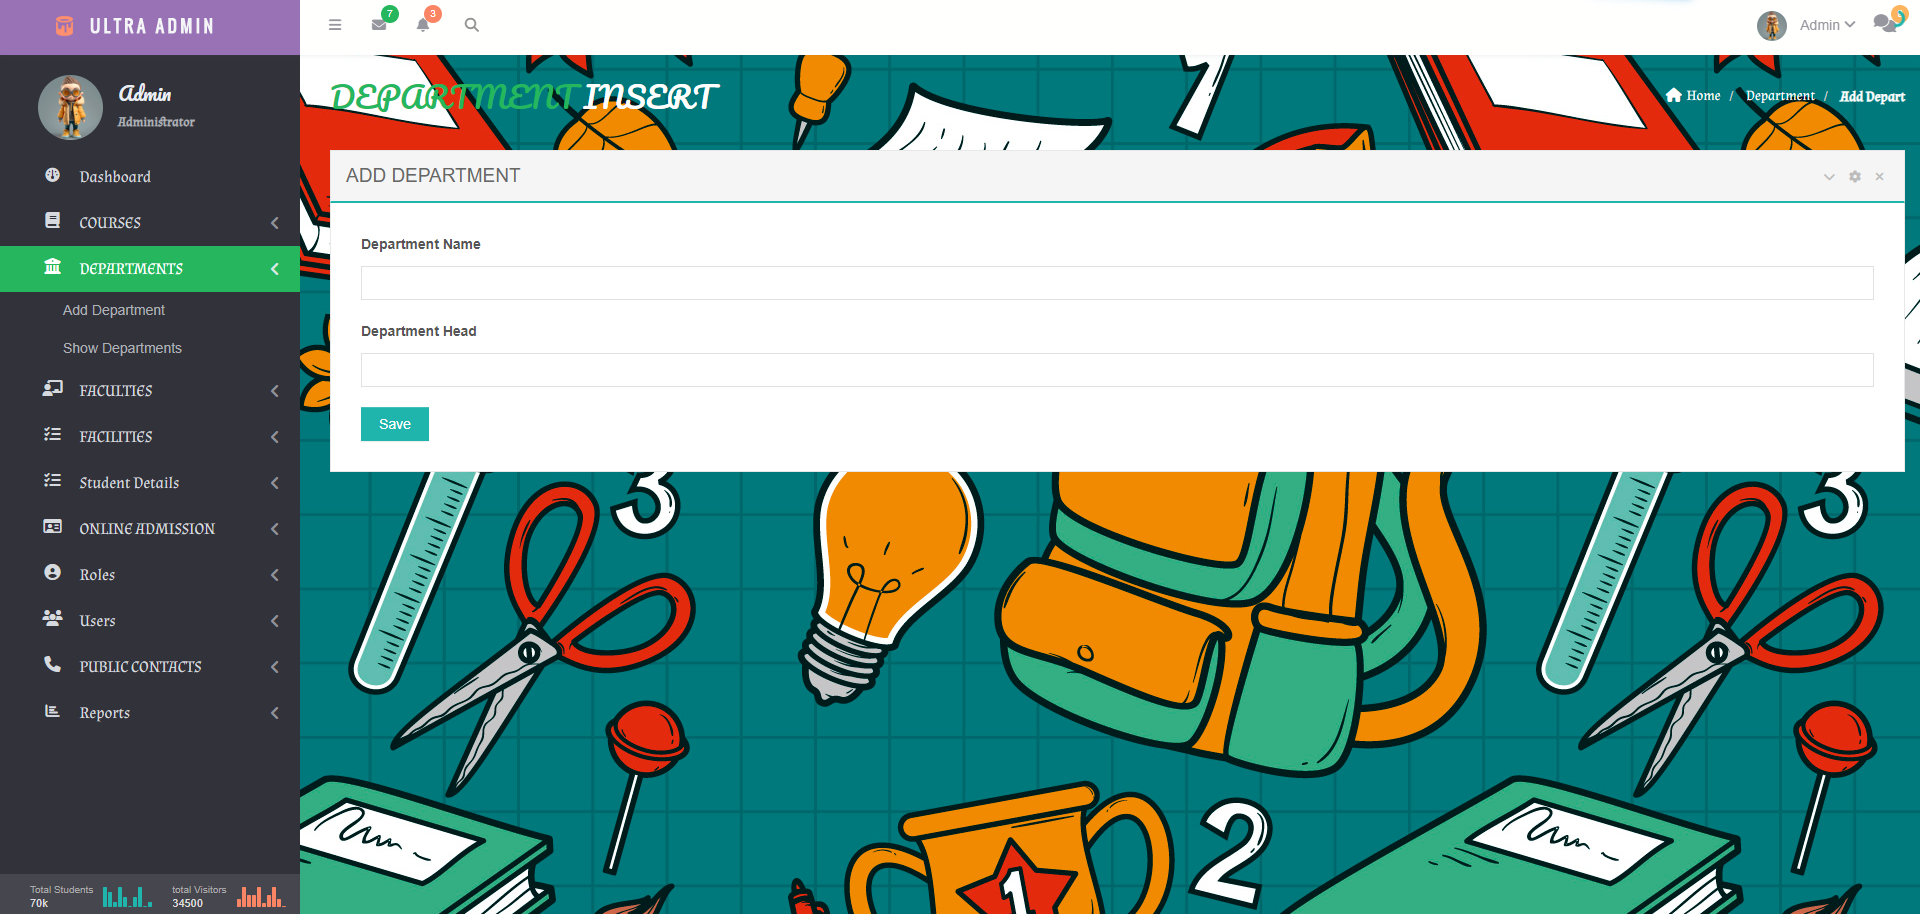 ULTRA ADMIN
7
3
Admin
Admin
Administrator
Dashboard
COURSES
DEPARTMENTS
Add Department
Show Departments
FACULTIES
FACILITIES
Student Details
ONLINE ADMISSION
Roles
Users
PUBLIC CONTACTS
Reports
Total Students
70k
total Visitors
34500
DEPARTMENT INSERT
Home / Department / Add Depart
ADD DEPARTMENT
Department Name
Department Head
Save
1
3
3
2
1